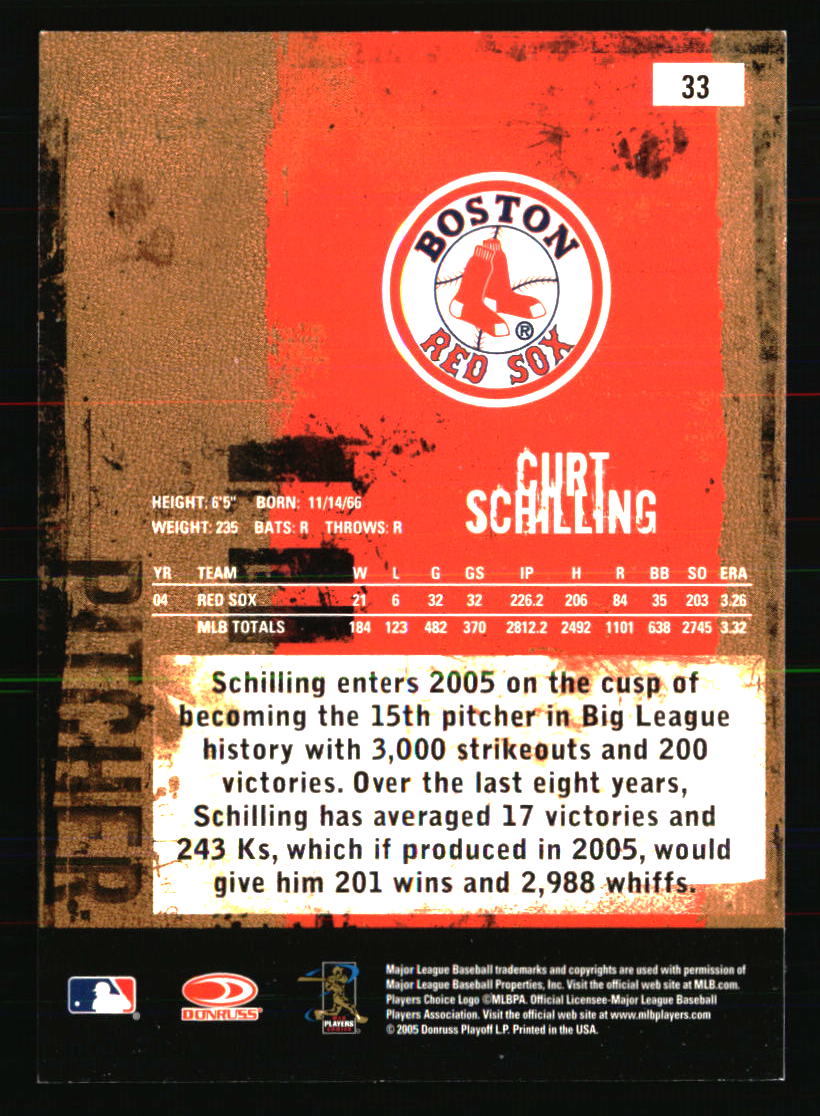 33
BOSTON
RED SOX
®
CURT
SCHILLING
HEIGHT: 6'5" BORN: 11/14/66
WEIGHT: 235 BATS: R THROWS: R
YR TEAM W L G GS IP H R BB SO ERA
04 RED SOX 21 6 32 32 226.2 206 84 35 203 3.26
MLB TOTALS 184 123 482 370 2812.2 2492 1101 638 2745 3.32
PITCHER
Schilling enters 2005 on the cusp of
becoming the 15th pitcher in Big League
history with 3,000 strikeouts and 200
victories. Over the last eight years,
Schilling has averaged 17 victories and
243 Ks, which if produced in 2005, would
give him 201 wins and 2,988 whiffs.
DONRUSS
PLAYERS
Major League Baseball trademarks and copyrights are used with permission of
Major League Baseball Properties, Inc. Visit the official web site at MLB.com.
Players Choice Logo ©MLBPA. Official Licensee-Major League Baseball
Players Association. Visit the official web site at www.mlbplayers.com
© 2005 Donruss Playoff L.P. Printed in the USA.